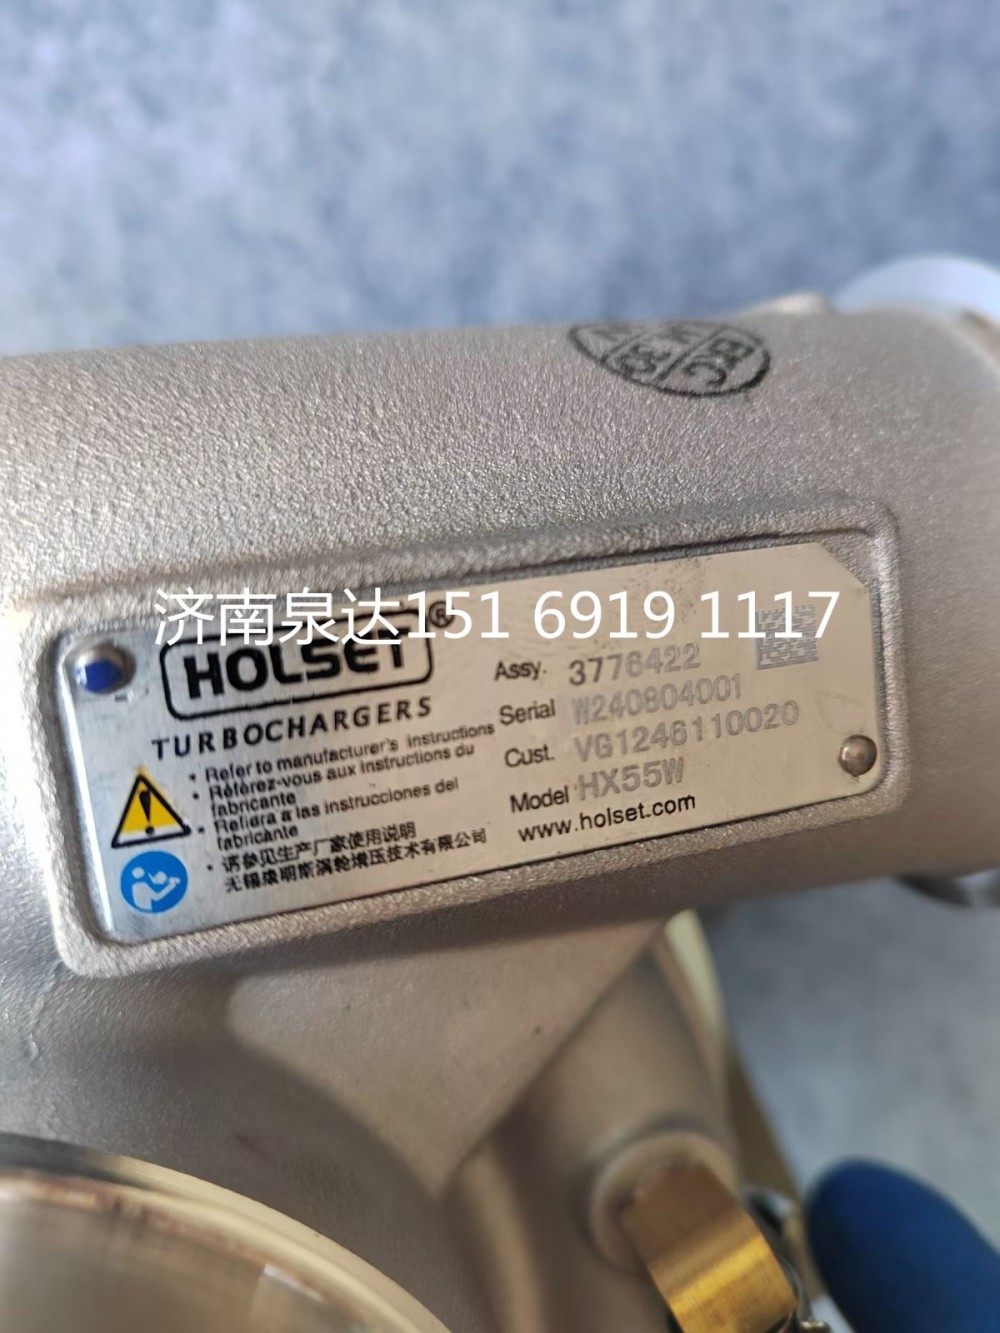 济南泉达151 6919 1117
HOLSET®
TURBOCHARGERS
• Refer to manufacturer's instructions
• Référez-vous aux instructions du
fabricante
• Refiera a las instrucciones del
fabricante
• 请参见生产厂家使用说明
无锡康明斯涡轮增压技术有限公司
Assy. 3776422
Serial W240804001
Cust. VG1246110020
Model HX55W
www.holset.com